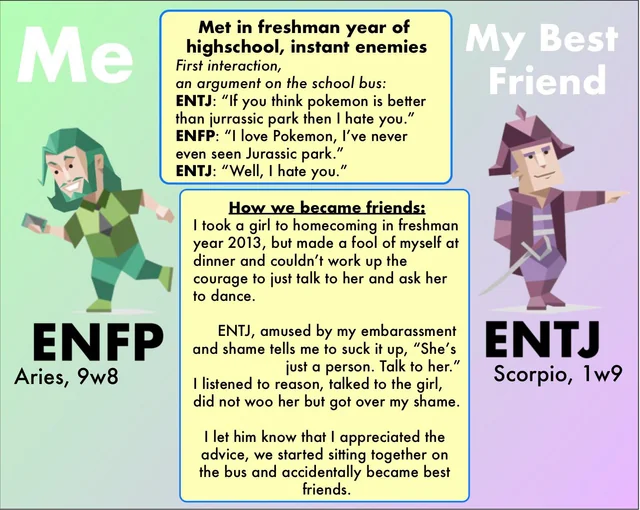 Me
Met in freshman year of
highschool, instant enemies
First interaction,
an argument on the school bus:
ENTJ: “If you think pokemon is better
than jurrassic park then I hate you.”
ENFP: “I love Pokemon, I’ve never
even seen Jurassic park.”
ENTJ: “Well, I hate you.”
My Best
Friend
How we became friends:
I took a girl to homecoming in freshman
year 2013, but made a fool of myself at
dinner and couldn’t work up the
courage to just talk to her and ask her
to dance.
ENTJ, amused by my embarassment
and shame tells me to suck it up, “She’s
just a person. Talk to her.”
I listened to reason, talked to the girl,
did not woo her but got over my shame.
I let him know that I appreciated the
advice, we started sitting together on
the bus and accidentally became best
friends.
ENFP
Aries, 9w8
ENTJ
Scorpio, 1w9